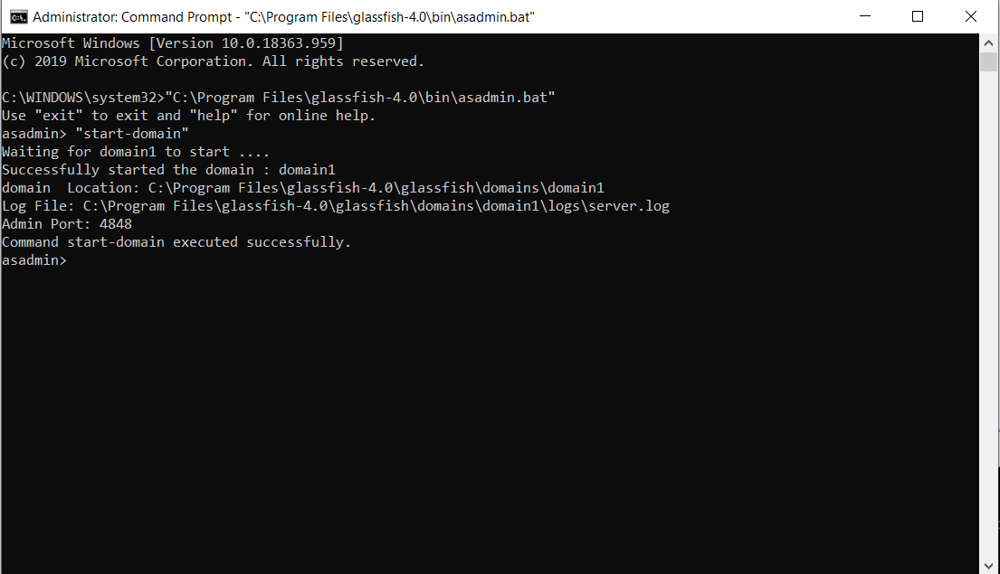 Administrator: Command Prompt - "C:\Program Files\glassfish-4.0\bin\asadmin.bat"
Microsoft Windows [Version 10.0.18363.959]
(c) 2019 Microsoft Corporation. All rights reserved.
C:\WINDOWS\system32>"C:\Program Files\glassfish-4.0\bin\asadmin.bat"
Use "exit" to exit and "help" for online help.
asadmin> "start-domain"
Waiting for domain1 to start ....
Successfully started the domain : domain1
domain  Location: C:\Program Files\glassfish-4.0\glassfish\domains\domain1
Log File: C:\Program Files\glassfish-4.0\glassfish\domains\domain1\logs\server.log
Admin Port: 4848
Command start-domain executed successfully.
asadmin>